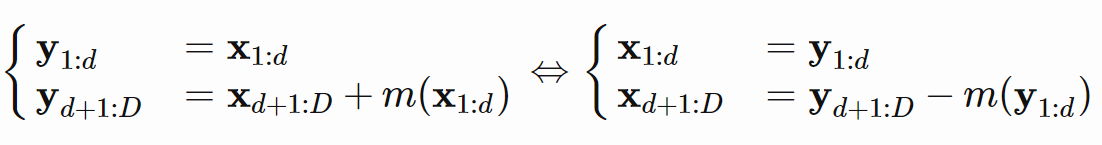 { y_{1:d} = x_{1:d} ⇔ { x_{1:d} = y_{1:d}
y_{d+1:D} = x_{d+1:D} + m(x_{1:d}) x_{d+1:D} = y_{d+1:D} − m(y_{1:d})